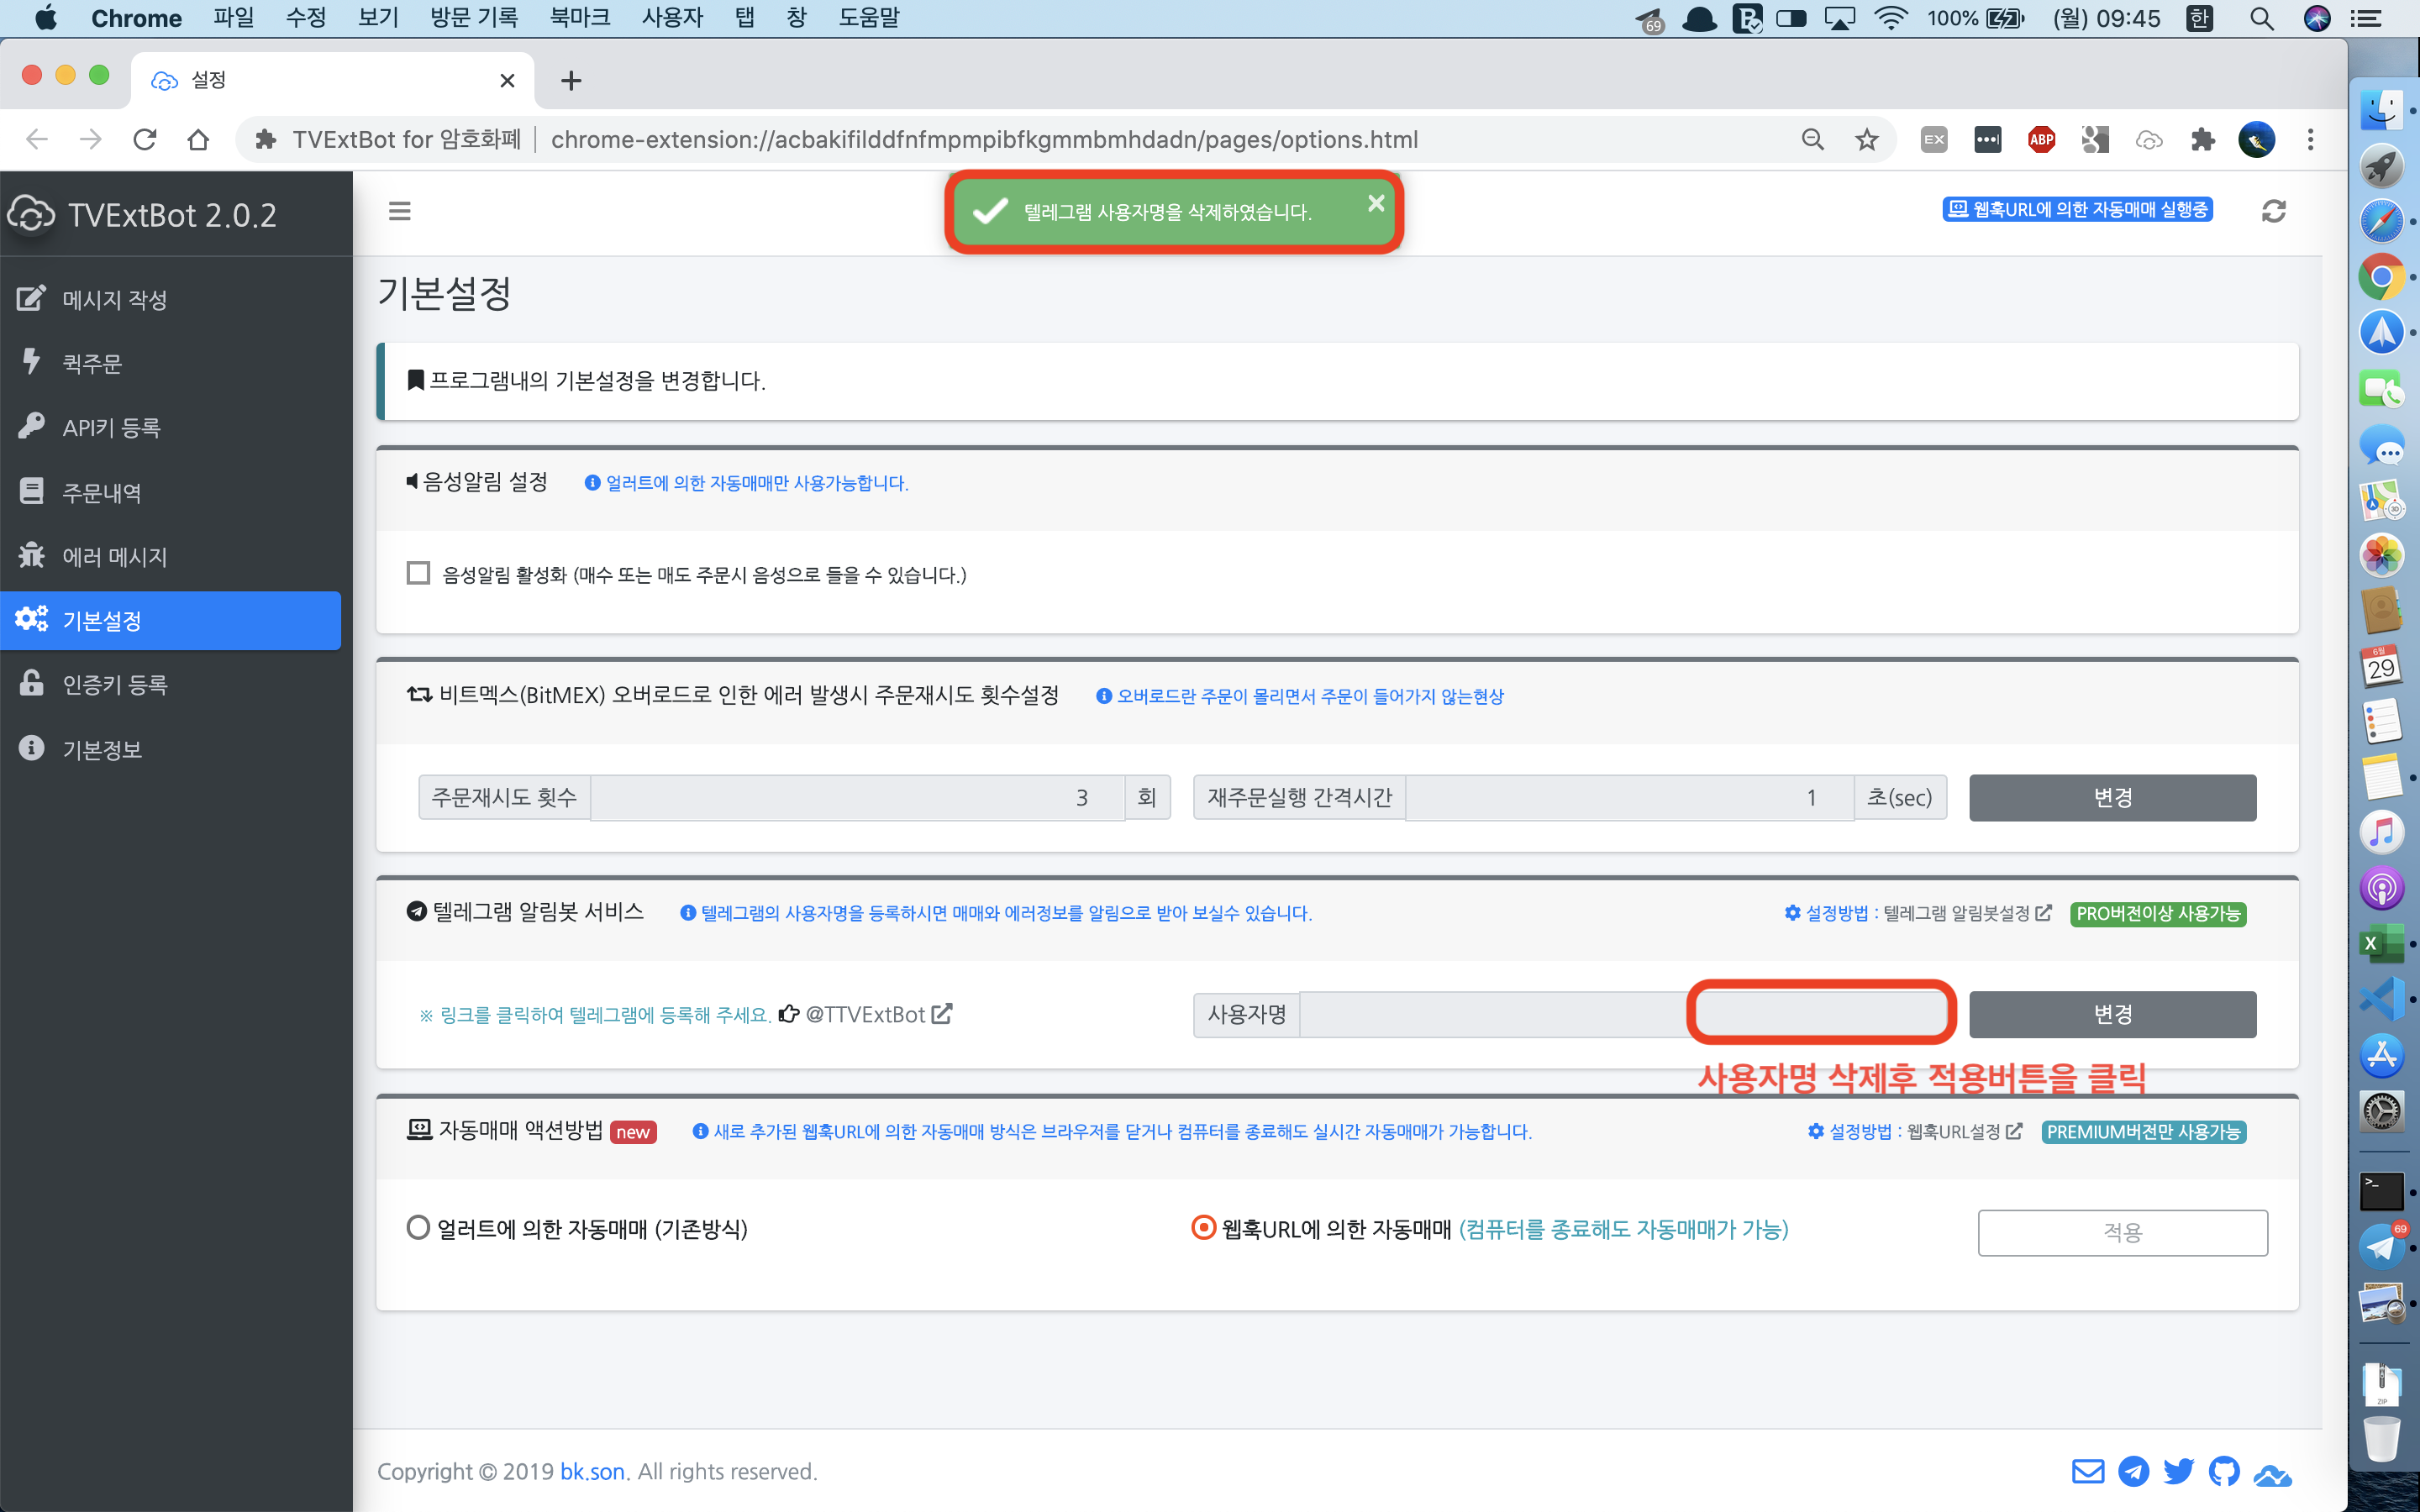 Chrome 파일 수정 보기 방문 기록 북마크 사용자 탭 창 도움말 69 100% (월) 09:45 한
설정
TVExtBot for 암호화폐 chrome-extension://acbakifilddfnfmpmpibfkgmmbmhdadn/pages/options.html EX ABP
TVExtBot 2.0.2
텔레그램 사용자명을 삭제하였습니다.
웹훅URL에 의한 자동매매 실행중
메시지 작성
퀵주문
API키 등록
주문내역
에러 메시지
기본설정
인증키 등록
기본정보
기본설정
프로그램내의 기본설정을 변경합니다.
음성알림 설정 얼러트에 의한 자동매매만 사용가능합니다.
음성알림 활성화 (매수 또는 매도 주문시 음성으로 들을 수 있습니다.)
비트멕스(BitMEX) 오버로드로 인한 에러 발생시 주문재시도 횟수설정 오버로드란 주문이 몰리면서 주문이 들어가지 않는현상
주문재시도 횟수 3 회 재주문실행 간격시간 1 초(sec) 변경
텔레그램 알림봇 서비스 텔레그램의 사용자명을 등록하시면 매매와 에러정보를 알림으로 받아 보실수 있습니다. 설정방법 : 텔레그램 알림봇설정 PRO버전이상 사용가능
※ 링크를 클릭하여 텔레그램에 등록해 주세요. @TTVExtBot 사용자명 변경
사용자명 삭제후 적용버튼을 클릭
자동매매 액션방법 new 새로 추가된 웹훅URL에 의한 자동매매 방식은 브라우저를 닫거나 컴퓨터를 종료해도 실시간 자동매매가 가능합니다. 설정방법 : 웹훅URL설정 PREMIUM버전만 사용가능
얼러트에 의한 자동매매 (기존방식) 웹훅URL에 의한 자동매매 (컴퓨터를 종료해도 자동매매가 가능) 적용
Copyright © 2019 bk.son. All rights reserved.
6월
29
69
ZIP